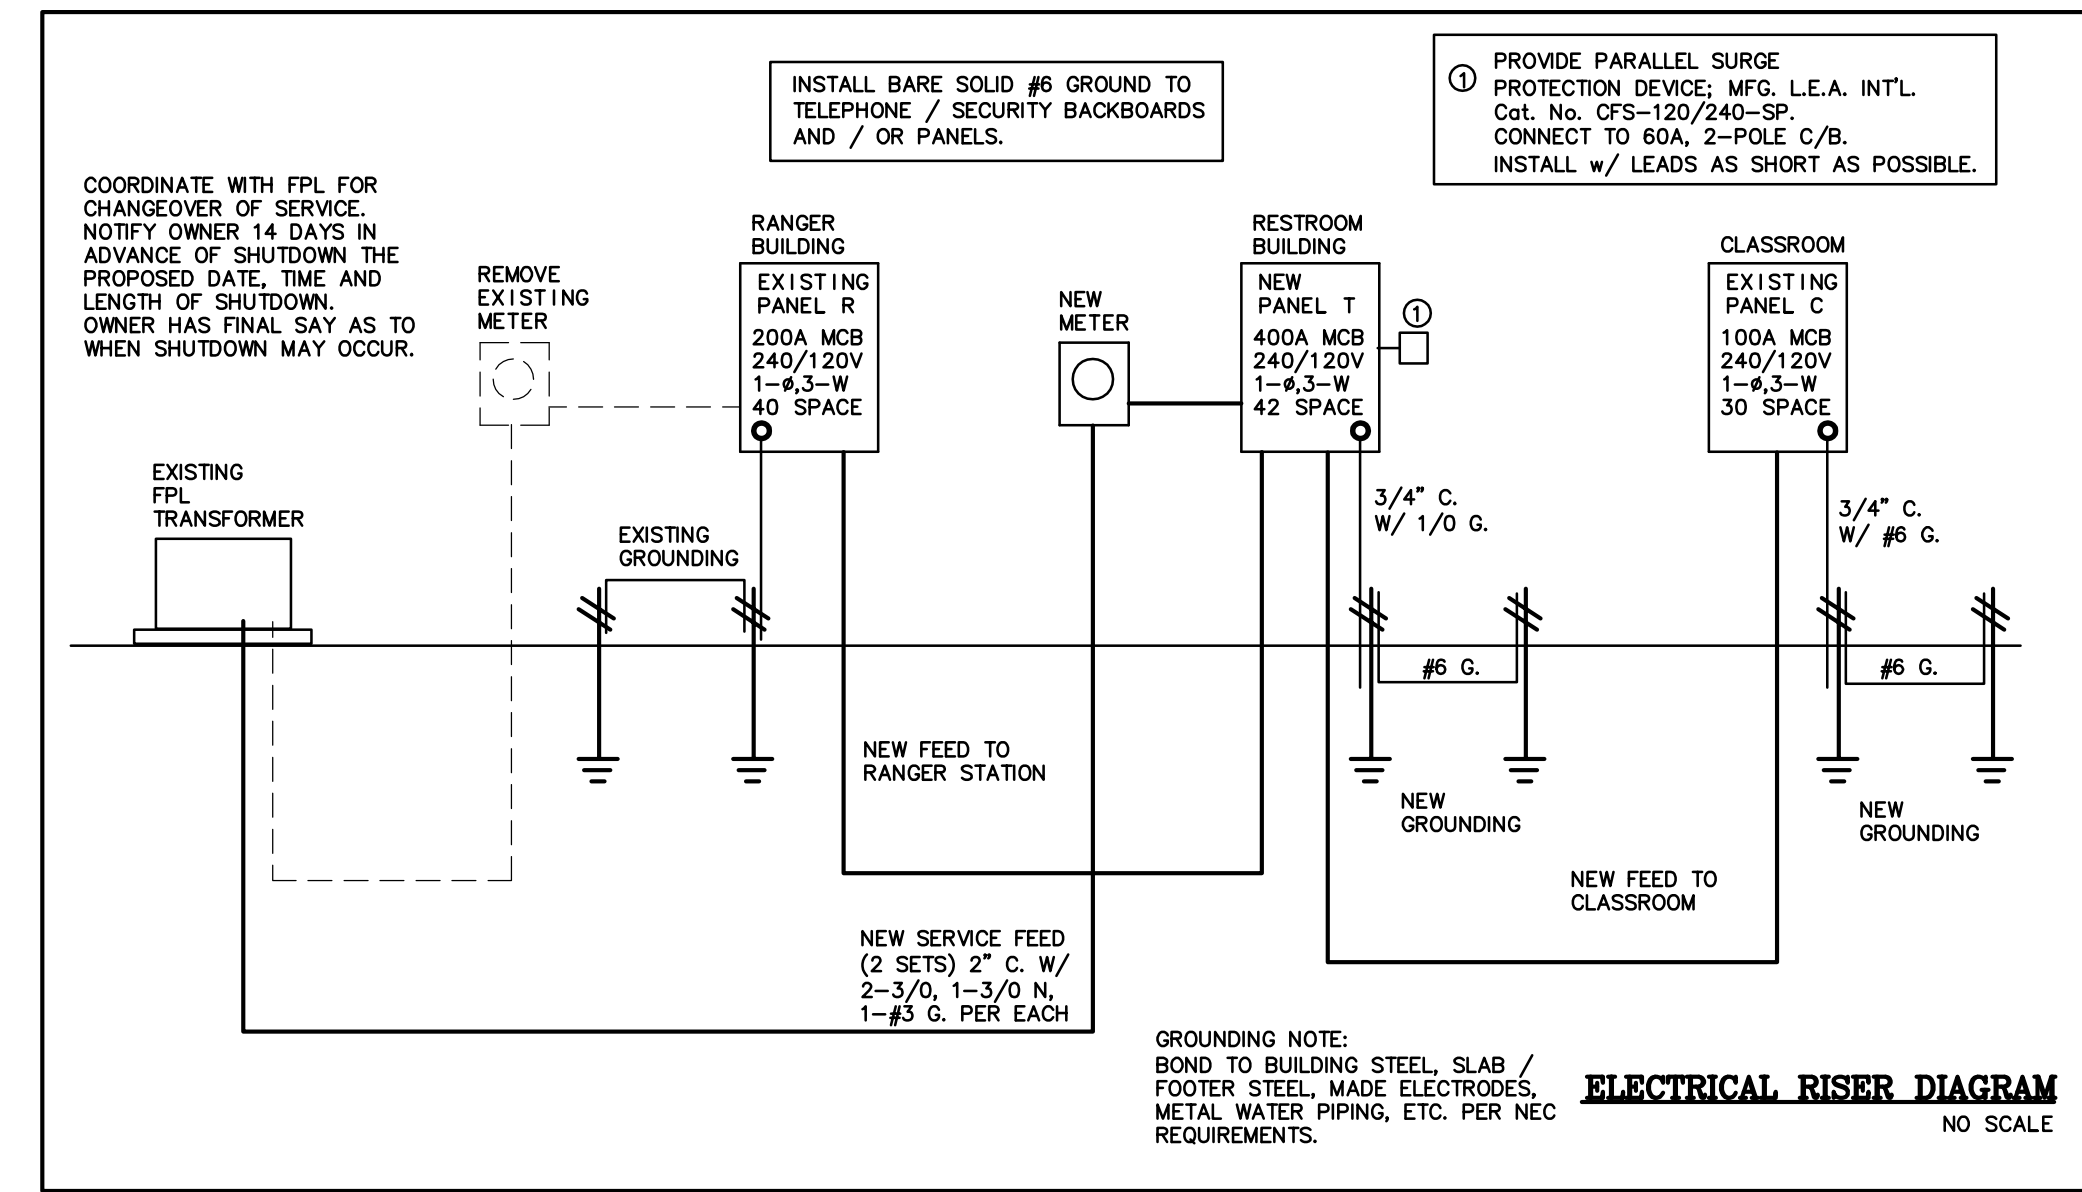 INSTALL BARE SOLID #6 GROUND TO
TELEPHONE / SECURITY BACKBOARDS
AND / OR PANELS.
① PROVIDE PARALLEL SURGE
PROTECTION DEVICE; MFG. L.E.A. INT'L.
Cat. No. CFS-120/240-SP.
CONNECT TO 60A, 2-POLE C/B.
INSTALL w/ LEADS AS SHORT AS POSSIBLE.
COORDINATE WITH FPL FOR
CHANGEOVER OF SERVICE.
NOTIFY OWNER 14 DAYS IN
ADVANCE OF SHUTDOWN THE
PROPOSED DATE, TIME AND
LENGTH OF SHUTDOWN.
OWNER HAS FINAL SAY AS TO
WHEN SHUTDOWN MAY OCCUR.
REMOVE
EXISTING
METER
RANGER
BUILDING
EXISTING
PANEL R
200A MCB
240/120V
1-ø,3-W
40 SPACE
NEW
METER
RESTROOM
BUILDING
NEW
PANEL T
400A MCB
240/120V
1-ø,3-W
42 SPACE
①
CLASSROOM
EXISTING
PANEL C
100A MCB
240/120V
1-ø,3-W
30 SPACE
EXISTING
FPL
TRANSFORMER
EXISTING
GROUNDING
3/4" C.
W/ 1/0 G.
3/4" C.
W/ #6 G.
#6 G.
#6 G.
NEW FEED TO
RANGER STATION
NEW
GROUNDING
NEW
GROUNDING
NEW FEED TO
CLASSROOM
NEW SERVICE FEED
(2 SETS) 2" C. W/
2-3/0, 1-3/0 N,
1-#3 G. PER EACH
GROUNDING NOTE:
BOND TO BUILDING STEEL, SLAB /
FOOTER STEEL, MADE ELECTRODES,
METAL WATER PIPING, ETC. PER NEC
REQUIREMENTS.
ELECTRICAL RISER DIAGRAM
NO SCALE